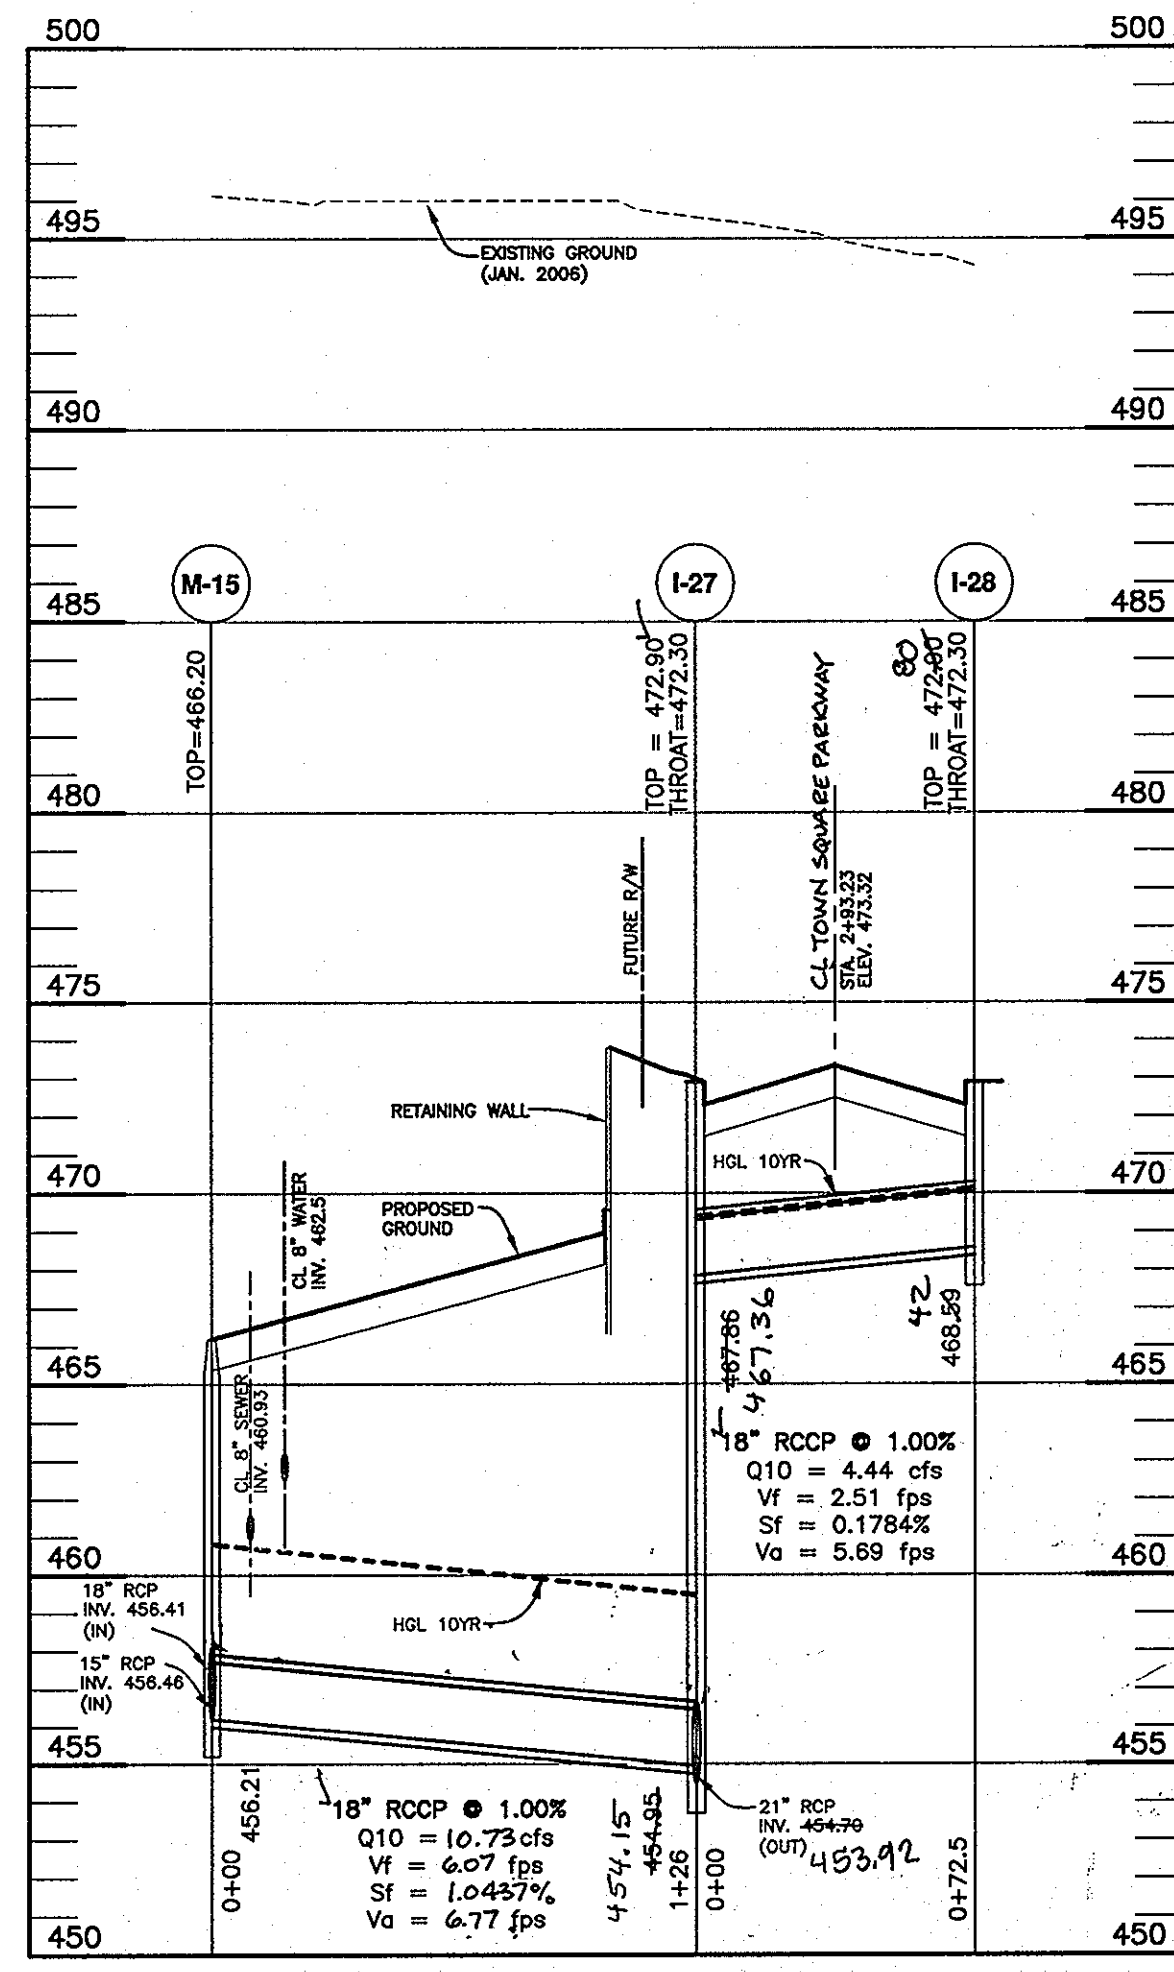 500
500
495
495
EXISTING GROUND
(JAN. 2006)
490
490
M-15
I-27
I-28
485
485
TOP=466.20
TOP = 472.90
THROAT=472.30
CL TOWN SQUARE PARKWAY
STA. 2+93.23
ELEV. 473.32
80
TOP = 472.90
THROAT=472.30
480
480
FUTURE R/W
475
475
RETAINING WALL
HGL 10YR
470
470
CL 8" WATER
INV. 462.5
PROPOSED
GROUND
467.86
467.36
42
468.59
465
465
CL 8" SEWER
INV. 460.93
18" RCCP @ 1.00%
Q10 = 4.44 cfs
Vf = 2.51 fps
Sf = 0.1784%
Va = 5.69 fps
460
460
18" RCP
INV. 456.41
(IN)
HGL 10YR
15" RCP
INV. 456.46
(IN)
455
455
456.21
0+00
18" RCCP @ 1.00%
Q10 = 10.73cfs
Vf = 6.07 fps
Sf = 1.0437%
Va = 6.77 fps
454.15
454.95
1+26
0+00
21" RCP
INV. 454.70
(OUT) 453.92
0+72.5
450
450